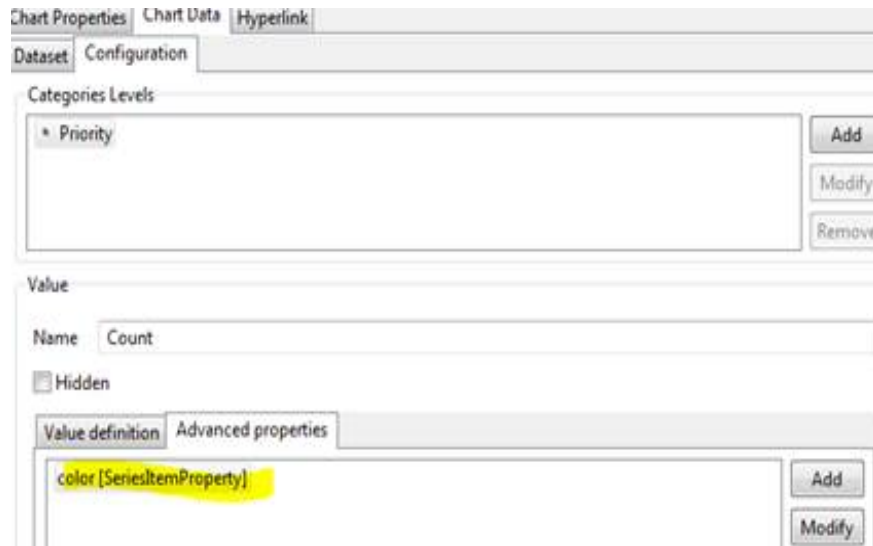 Chart Properties Chart Data Hyperlink
Dataset Configuration
Categories Levels
Priority
Add
Modify
Remove
Value
Name Count
Hidden
Value definition Advanced properties
color [SeriesItemProperty]
Add
Modify